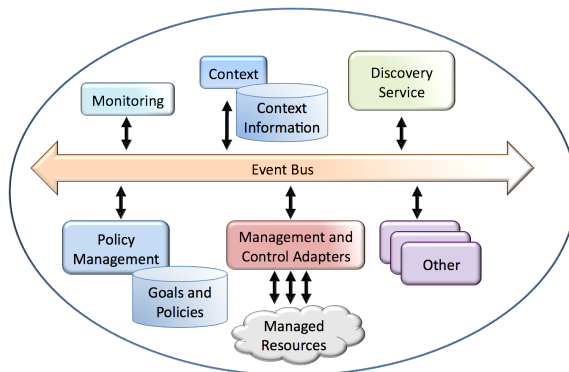 Monitoring
Context
Context
Information
Discovery
Service
Event Bus
Policy
Management
Goals and
Policies
Management and
Control Adapters
Managed
Resources
Other